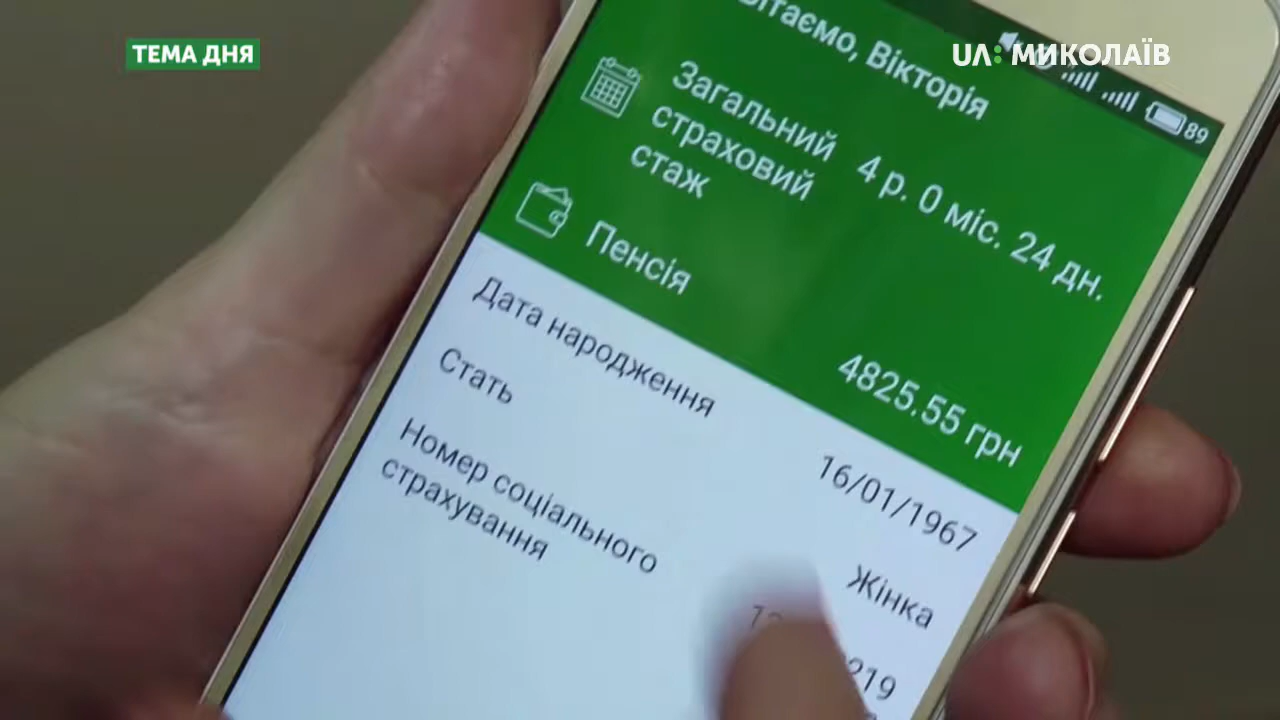 ТЕМА ДНЯ
UA: МИКОЛАЇВ
89
Вітаємо, Вікторія
Загальний
страховий
стаж
4 р. 0 міс. 24 дн.
Пенсія
4825.55 грн
Дата народження
16/01/1967
Стать
Жінка
Номер соціального
страхування